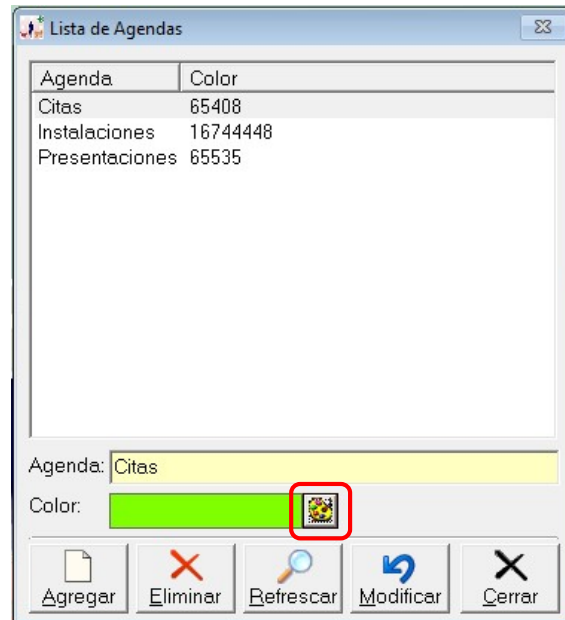 Lista de Agendas
Agenda Color
Citas 65408
Instalaciones 16744448
Presentaciones 65535
Agenda: Citas
Color:
Agregar Eliminar Refrescar Modificar Cerrar